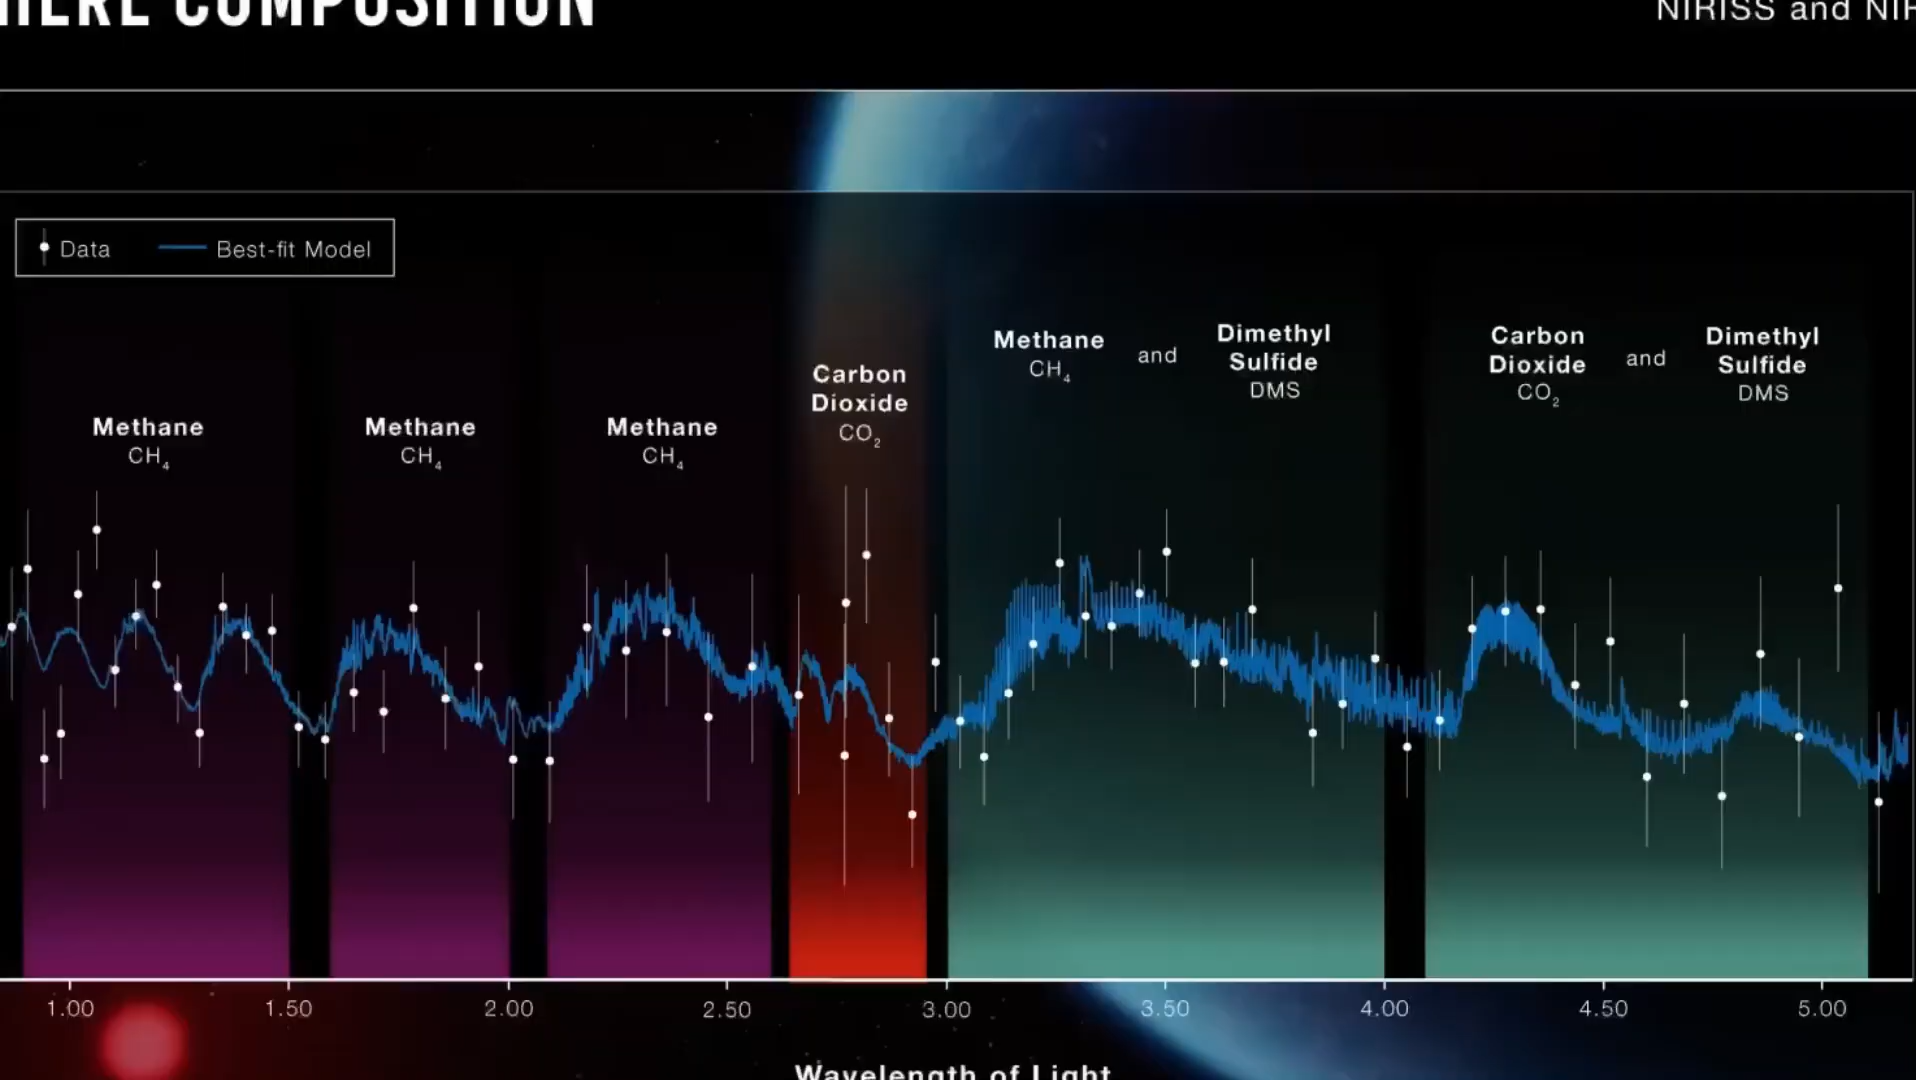 COMPOSITION
NIRISS and
Data
Best-fit Model
Methane
CH₄
Methane
CH₄
Methane
CH₄
Carbon
Dioxide
CO₂
Methane
CH₄
and
Dimethyl
Sulfide
DMS
Carbon
Dioxide
CO₂
and
Dimethyl
Sulfide
DMS
1.00 1.50 2.00 2.50 3.00 3.50 4.00 4.50 5.00
Wavelength of Light